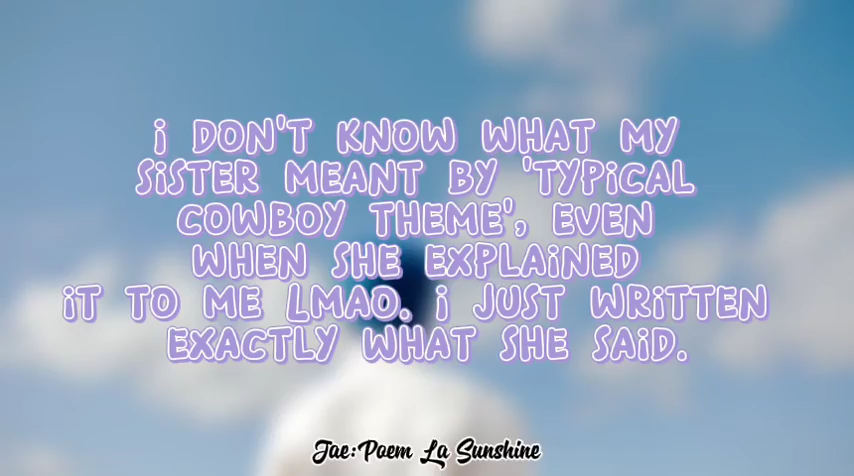 i DON'T KNOW WHAT MY
SiSTER MEANT BY 'TYPiCAL
COWBOY THEME', EVEN
WHEN SHE EXPLAiNED
iT TO ME LMAO. i JUST WRiTTEN
EXACTLY WHAT SHE SAiD.
Jae:Poem La Sunshine